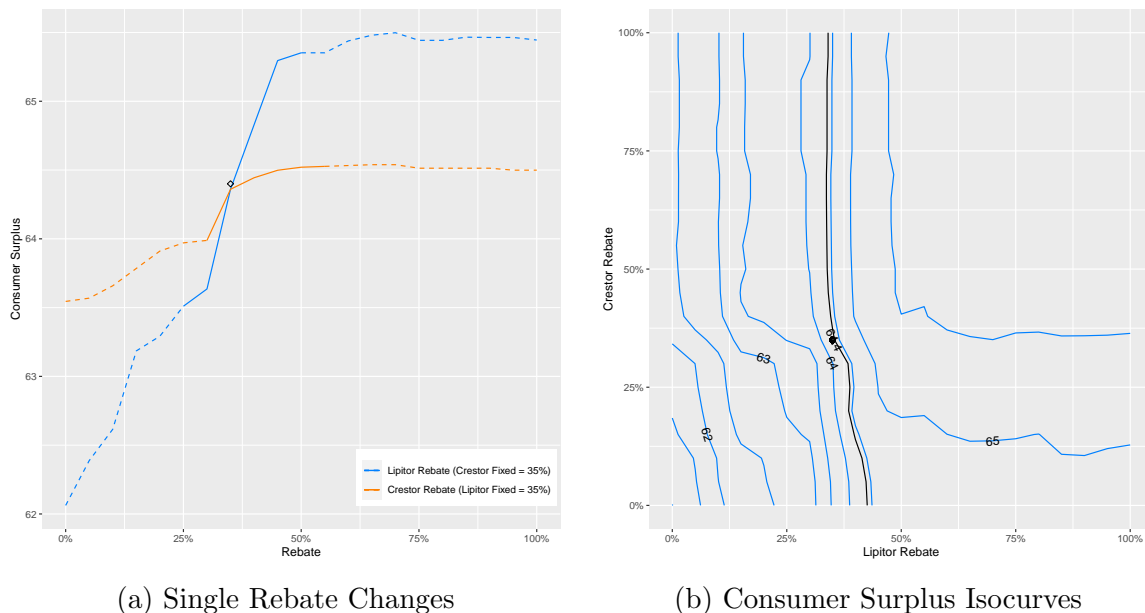 65
64
63
62
Consumer Surplus
0%
25%
50%
75%
100%
Rebate
Lipitor Rebate (Crestor Fixed = 35%)
Crestor Rebate (Lipitor Fixed = 35%)
(a) Single Rebate Changes
100%
75%
50%
25%
0%
Crestor Rebate
63
64
62
65
0%
25%
50%
75%
100%
Lipitor Rebate
(b) Consumer Surplus Isocurves